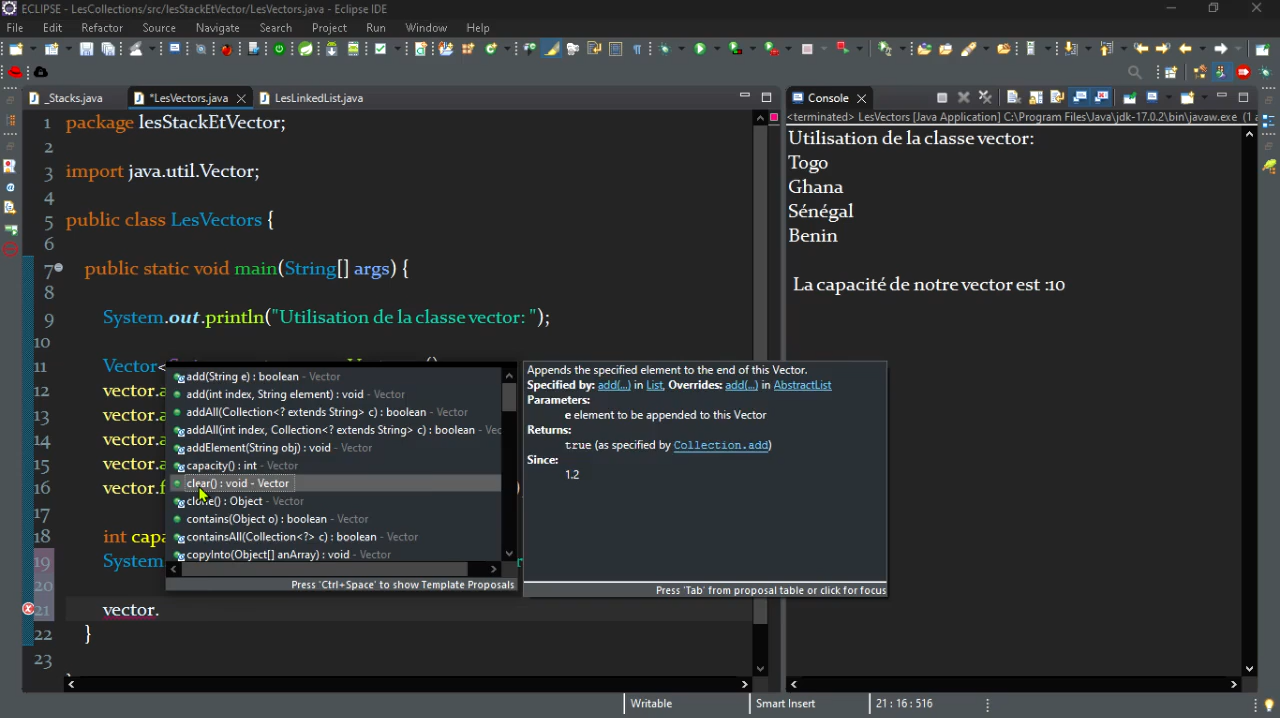 ECLIPSE - LesCollections/src/lesStackEtVector/LesVectors.java - Eclipse IDE
File Edit Refactor Source Navigate Search Project Run Window Help
_Stacks.java *LesVectors.java LesLinkedList.java
1 package lesStackEtVector;
2
3 import java.util.Vector;
4
5 public class LesVectors {
6
7 public static void main(String[] args) {
8
9 System.out.println("Utilisation de la classe vector: ");
10
11 Vector<
12 vector.a
13 vector.a
14 vector.a
15 vector.a
16 vector.f
17
18 int capa
19 System
20
21 vector.
22 }
23
add(String e) : boolean - Vector
add(int index, String element) : void - Vector
addAll(Collection<? extends String> c) : boolean - Vector
addAll(int index, Collection<? extends String> c) : boolean - Vec
addElement(String obj) : void - Vector
capacity() : int - Vector
clear() : void - Vector
clone() : Object - Vector
contains(Object o) : boolean - Vector
containsAll(Collection<?> c) : boolean - Vector
copyInto(Object[] anArray) : void - Vector
Press 'Ctrl+Space' to show Template Proposals
Appends the specified element to the end of this Vector.
Specified by: add(...) in List, Overrides: add(...) in AbstractList
Parameters:
e element to be appended to this Vector
Returns:
true (as specified by Collection.add)
Since:
1.2
Press 'Tab' from proposal table or click for focus
Console
<terminated> LesVectors [Java Application] C:\Program Files\Java\jdk-17.0.2\bin\javaw.exe (1 a
Utilisation de la classe vector:
Togo
Ghana
Sénégal
Benin
La capacité de notre vector est :10
Writable Smart Insert 21 : 16 : 516